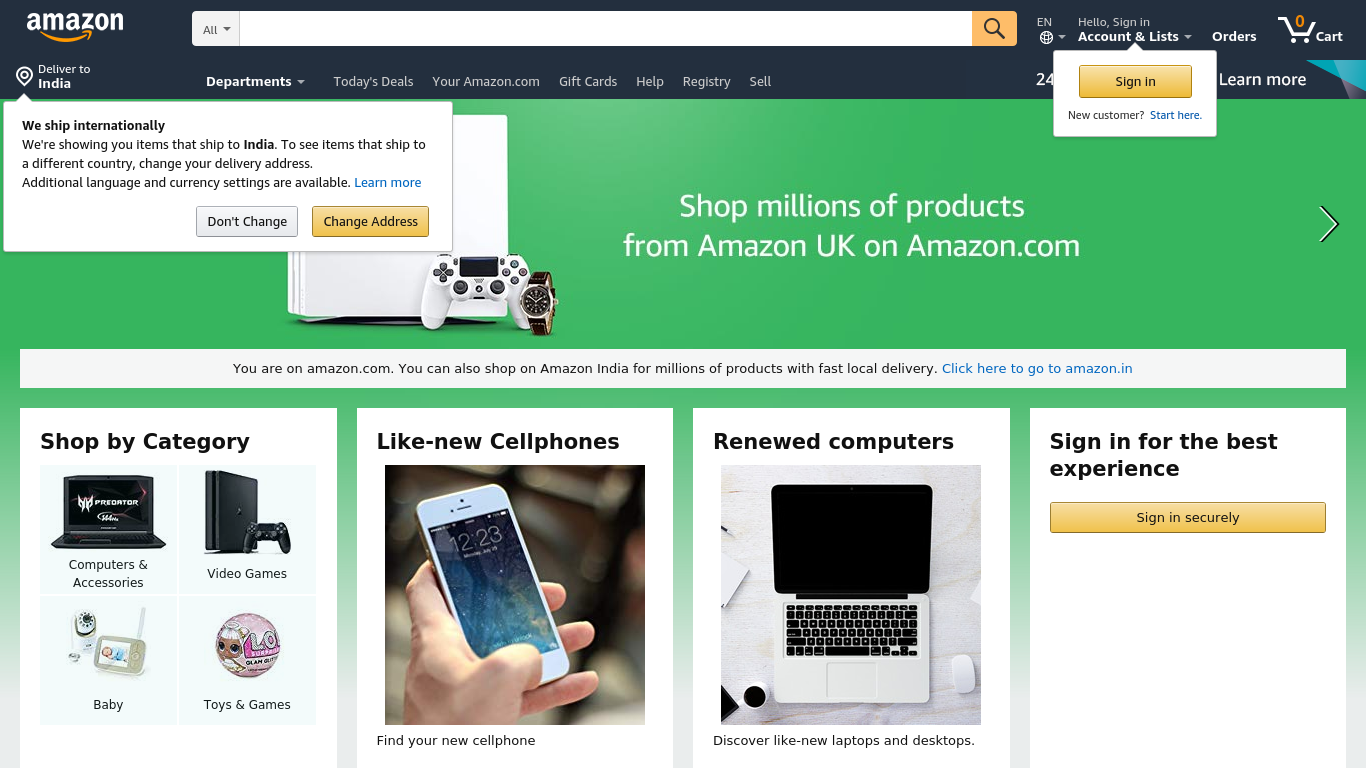 amazon
All
EN
Hello, Sign in
Account & Lists
Orders
0
Cart
Deliver to
India
Departments
Today's Deals
Your Amazon.com
Gift Cards
Help
Registry
Sell
24
Learn more
Sign in
New customer? Start here.
We ship internationally
We're showing you items that ship to India. To see items that ship to
a different country, change your delivery address.
Additional language and currency settings are available. Learn more
Don't Change
Change Address
Shop millions of products
from Amazon UK on Amazon.com
You are on amazon.com. You can also shop on Amazon India for millions of products with fast local delivery. Click here to go to amazon.in
Shop by Category
PREDATOR
144Hz
Computers &
Accessories
Video Games
Baby
Toys & Games
Like-new Cellphones
12:23
Find your new cellphone
Renewed computers
Discover like-new laptops and desktops.
Sign in for the best
experience
Sign in securely